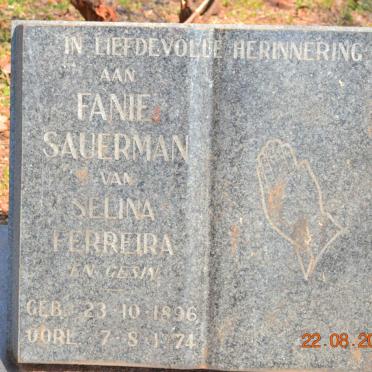 IN LIEFDEVOLLE HERINNERING
AAN
FANIE
SAUERMAN
VAN
SELINA
FERREIRA
EN GESIN
GEB. 23-10-1896
OORL. 7-8-1974
22.08.20